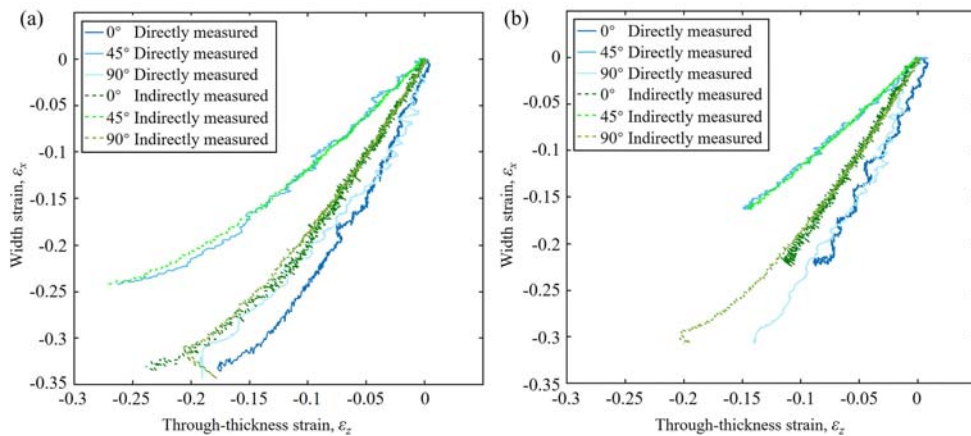 (a)
0° Directly measured
45° Directly measured
90° Directly measured
0° Indirectly measured
45° Indirectly measured
90° Indirectly measured
0
-0.05
-0.1
-0.15
-0.2
-0.25
-0.3
-0.35
Width strain, εx
-0.3 -0.25 -0.2 -0.15 -0.1 -0.05 0
Through-thickness strain, εz
(b)
0° Directly measured
45° Directly measured
90° Directly measured
0° Indirectly measured
45° Indirectly measured
90° Indirectly measured
0
-0.05
-0.1
-0.15
-0.2
-0.25
-0.3
-0.35
Width strain, εx
-0.3 -0.25 -0.2 -0.15 -0.1 -0.05 0
Through-thickness strain, εz